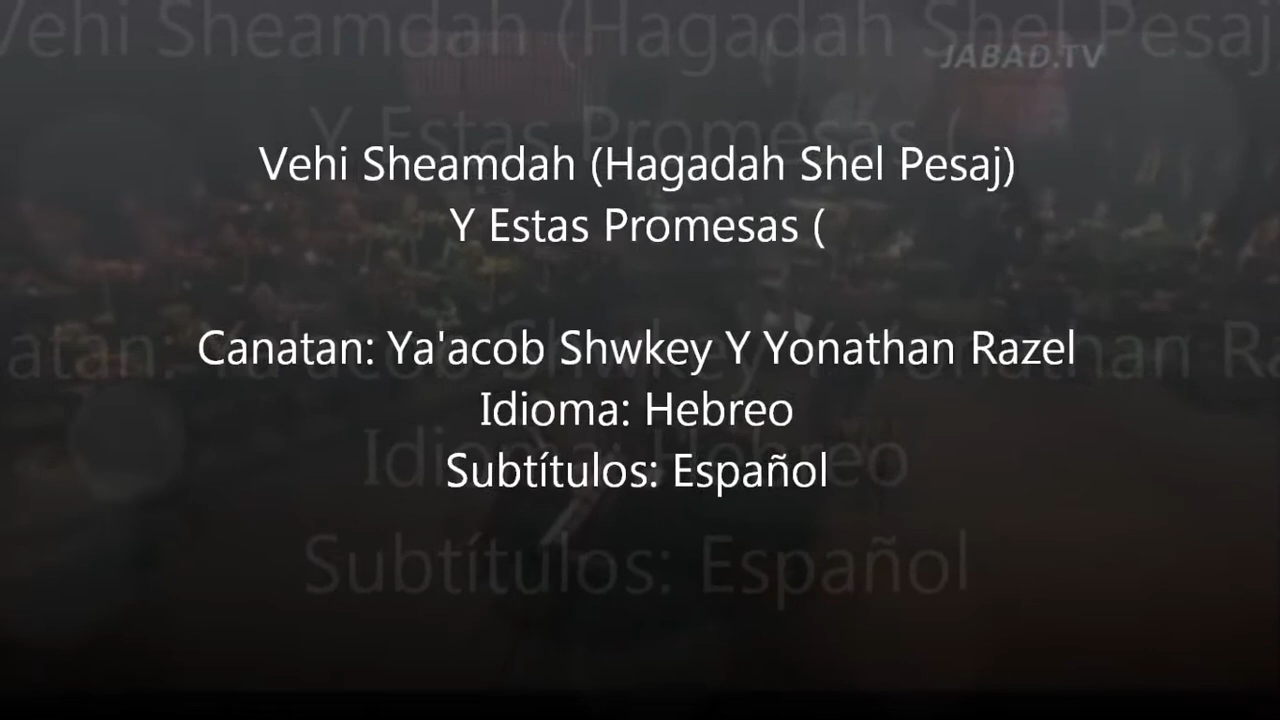 JABAD.TV
Vehi Sheamdah (Hagadah Shel Pesaj)
Y Estas Promesas (
Canatan: Ya'acob Shwkey Y Yonathan Razel
Idioma: Hebreo
Subtítulos: Español